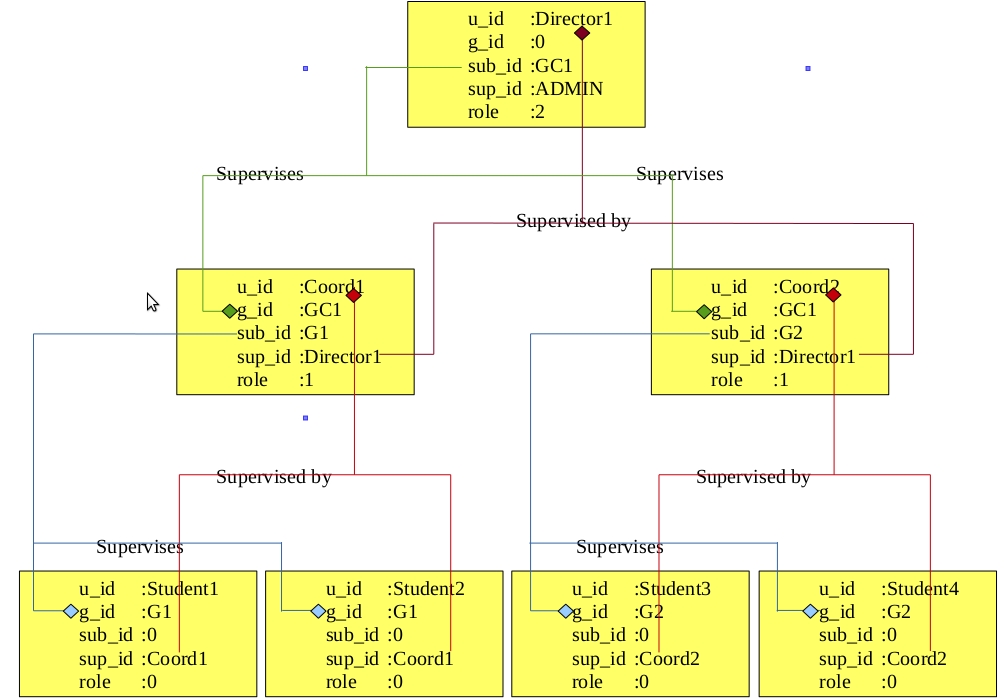 u_id :Director1
g_id :0
sub_id :GC1
sup_id :ADMIN
role :2
Supervises
Supervises
Supervised by
u_id :Coord1
g_id :GC1
sub_id :G1
sup_id :Director1
role :1
u_id :Coord2
g_id :GC1
sub_id :G2
sup_id :Director1
role :1
Supervised by
Supervised by
Supervises
Supervises
u_id :Student1
g_id :G1
sub_id :0
sup_id :Coord1
role :0
u_id :Student2
g_id :G1
sub_id :0
sup_id :Coord1
role :0
u_id :Student3
g_id :G2
sub_id :0
sup_id :Coord2
role :0
u_id :Student4
g_id :G2
sub_id :0
sup_id :Coord2
role :0